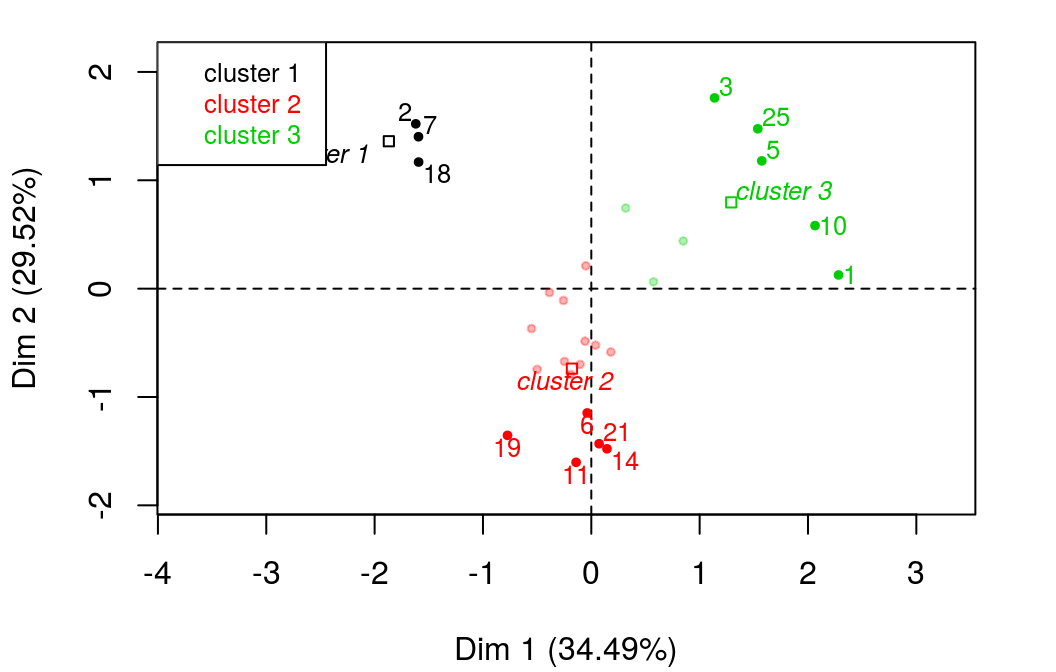 cluster 1
cluster 2
cluster 3
2
7
ter 1
18
3
25
5
cluster 3
10
1
cluster 2
6
21
19
14
11
2
1
0
-1
-2
-4 -3 -2 -1 0 1 2 3
Dim 2 (29.52%)
Dim 1 (34.49%)